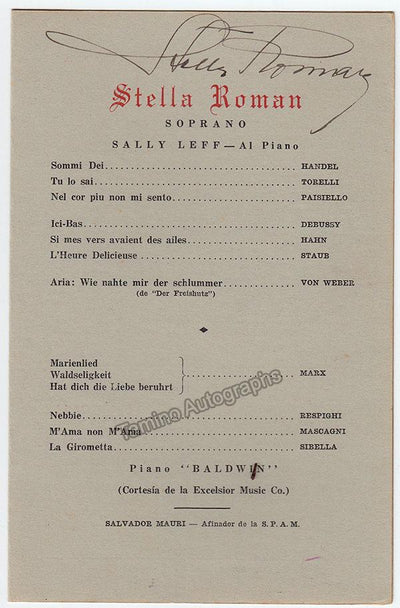 Stella Roman
Stella Roman
SOPRANO
SALLY LEFF — Al Piano
Sommi Dei........................................ HANDEL
Tu lo sai........................................ TORELLI
Nel cor piu non mi sento........................................ PAISIELLO
Ici-Bas........................................ DEBUSSY
Si mes vers avaient des ailes........................................ HAHN
L'Heure Delicieuse........................................ STAUB
Aria: Wie nahte mir der schlummer........................................ VON WEBER
(de "Der Freishutz")
Marienlied
Waldseligkeit ........................................ MARX
Hat dich die Liebe beruhrt
Tamino Autographs
Nebbie........................................ RESPIGHI
M'Ama non M'Ama........................................ MASCAGNI
La Girometta........................................ SIBELLA
Piano "BALDWIN"
(Cortesía de la Excelsior Music Co.)
SALVADOR MAURI — Afinador de la S. P. A. M.